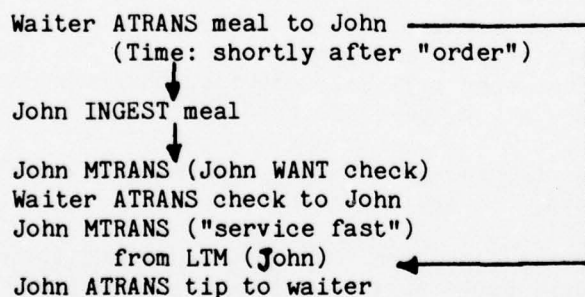 Waiter ATRANS meal to John
(Time: shortly after "order")
John INGEST meal
John MTRANS (John WANT check)
Waiter ATRANS check to John
John MTRANS ("service fast")
from LTM (John)
John ATRANS tip to waiter